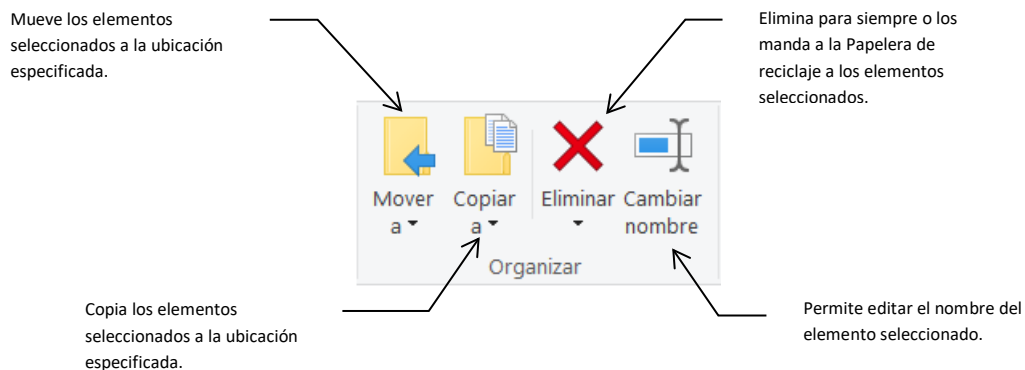 Mueve los elementos
seleccionados a la ubicación
especificada.
Elimina para siempre o los
manda a la Papelera de
reciclaje a los elementos
seleccionados.
Mover
a
Copiar
a
Eliminar
Cambiar
nombre
Organizar
Copia los elementos
seleccionados a la ubicación
especificada.
Permite editar el nombre del
elemento seleccionado.